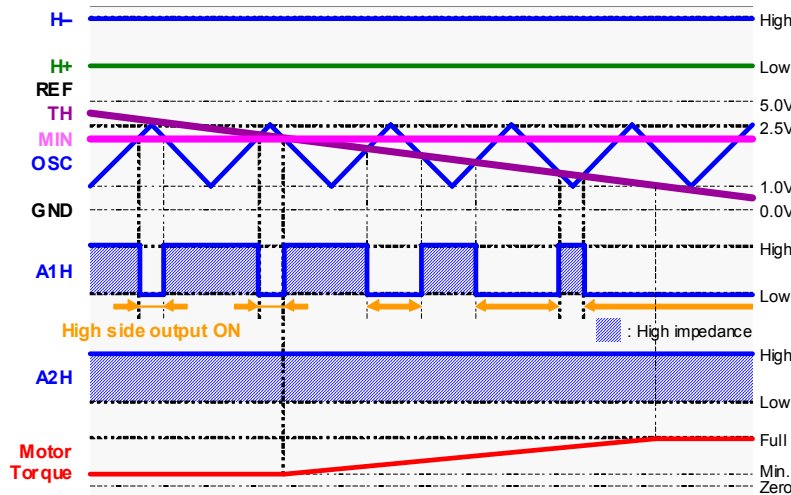 H–
High
H+
Low
REF
5.0V
TH
2.5V
MIN
OSC
1.0V
GND
0.0V
High
A1H
Low
High side output ON
: High impedance
High
A2H
Low
Full
Motor
Torque
Min.
Zero